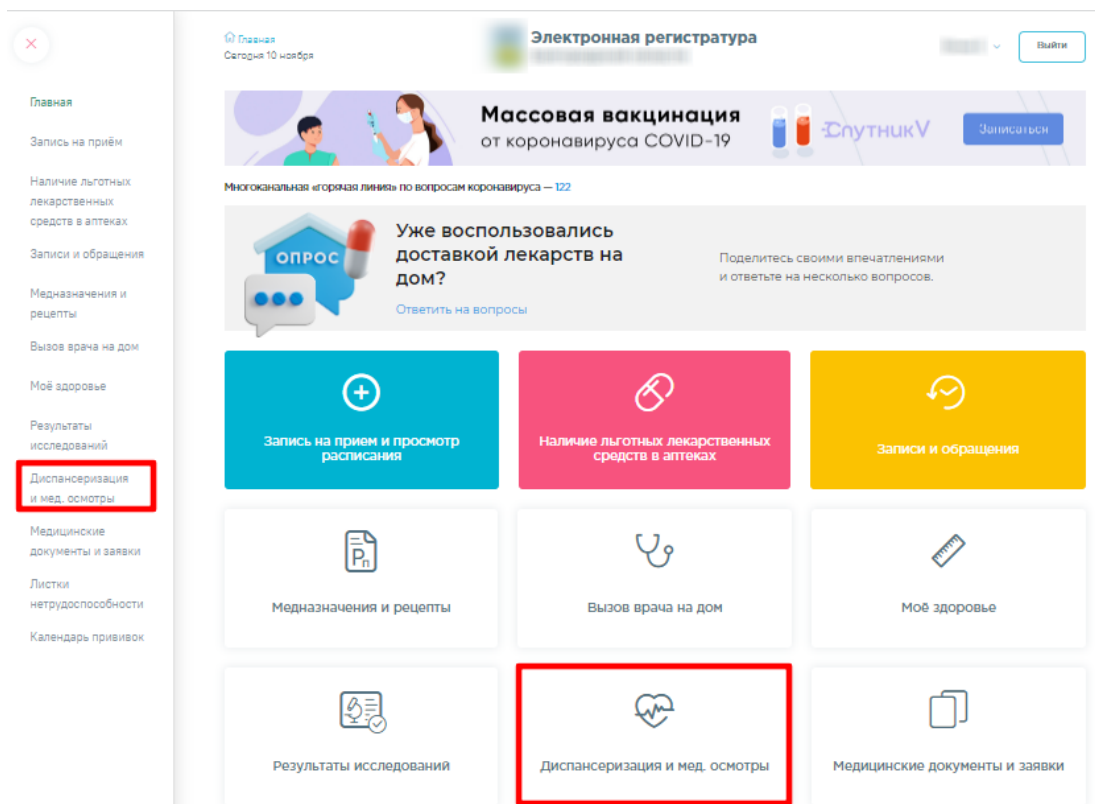 Главная
Запись на приём
Наличие льготных
лекарственных
средств в аптеках
Записи и обращения
Медназначения и
рецепты
Вызов врача на дом
Моё здоровье
Результаты
исследований
Диспансеризация
и мед. осмотры
Медицинские
документы и заявки
Листки
нетрудоспособности
Календарь прививок
Главная
Сегодня 10 ноября
Электронная регистратура
Выйти
Массовая вакцинация
от коронавируса COVID-19
СпутникV
Записаться
Многоканальная «горячая линия» по вопросам коронавируса — 122
ОПРОС
Уже воспользовались
доставкой лекарств на
дом?
Ответить на вопросы
Поделитесь своими впечатлениями
и ответьте на несколько вопросов.
Запись на прием и просмотр
расписания
Наличие льготных лекарственных
средств в аптеках
Записи и обращения
Рп
Медназначения и рецепты
Вызов врача на дом
Моё здоровье
Результаты исследований
Диспансеризация и мед. осмотры
Медицинские документы и заявки